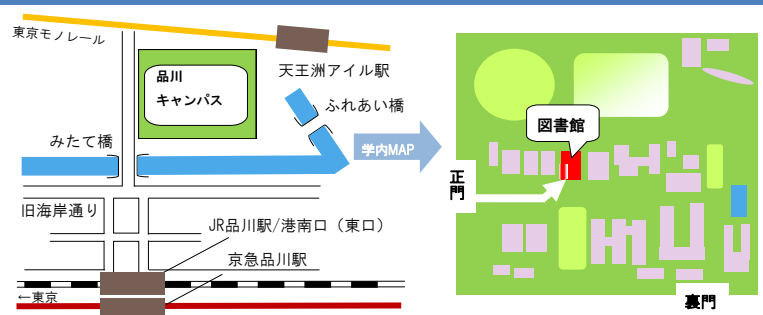 東京モノレール
天王洲アイル駅
品川
キャンパス
ふれあい橋
みたて橋
旧海岸通り
JR品川駅/港南口（東口）
京急品川駅
←東京
学内MAP
図書館
正門
裏門